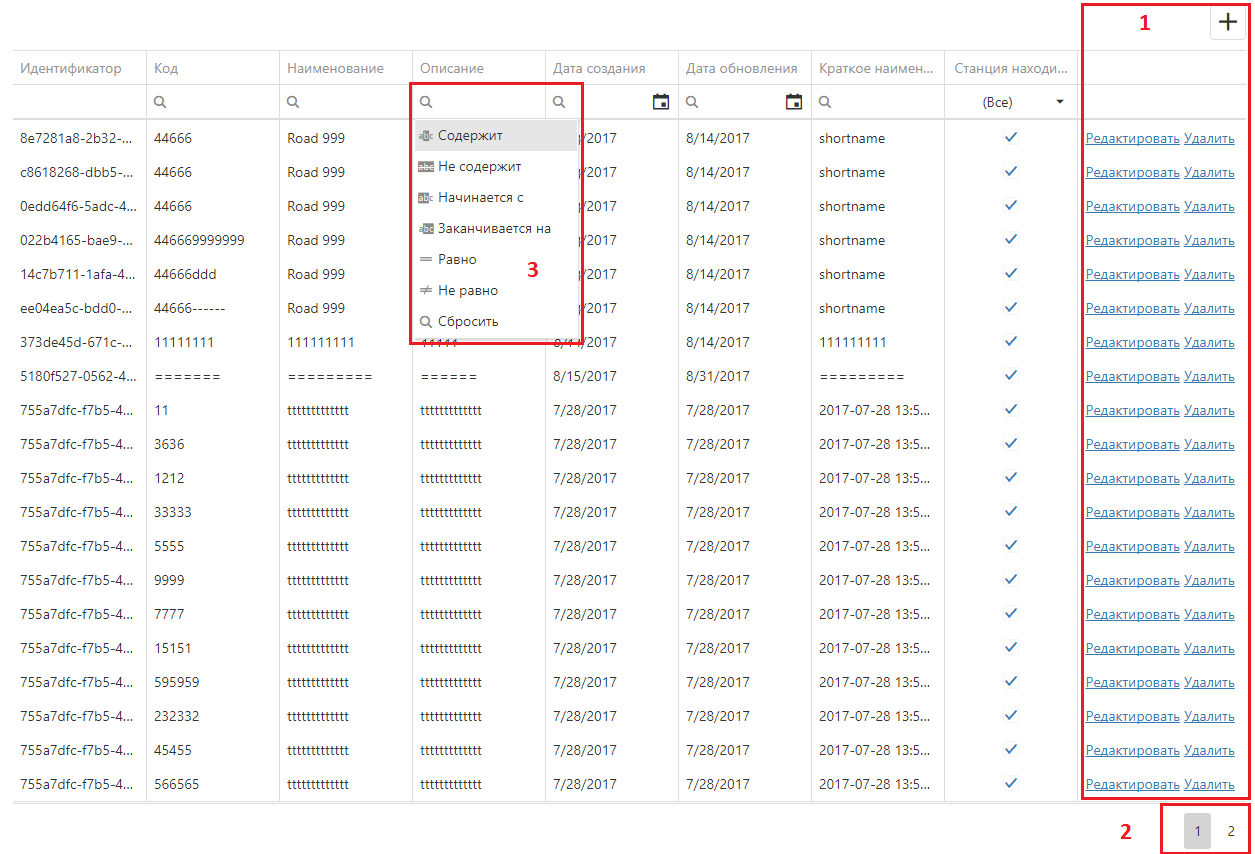 1 +
Идентификатор Код Наименование Описание Дата создания Дата обновления Краткое наимен... Станция находи...
(Все)
8e7281a8-2b32-... 44666 Road 999 Содержит /2017 8/14/2017 shortname Редактировать Удалить
c8618268-dbb5-... 44666 Road 999 Не содержит /2017 8/14/2017 shortname Редактировать Удалить
0edd64f6-5adc-4... 44666 Road 999 Начинается с /2017 8/14/2017 shortname Редактировать Удалить
022b4165-bae9-... 446669999999 Road 999 Заканчивается на /2017 8/14/2017 shortname Редактировать Удалить
14c7b711-1afa-4... 44666ddd Road 999 Равно 3 /2017 8/14/2017 shortname Редактировать Удалить
ee04ea5c-bdd0-... 44666------ Road 999 Не равно /2017 8/14/2017 shortname Редактировать Удалить
Сбросить
373de45d-671c-... 11111111 111111111 11111 8/14/2017 8/14/2017 111111111 Редактировать Удалить
5180f527-0562-4... ======= ========= ====== 8/15/2017 8/31/2017 ========= Редактировать Удалить
755a7dfc-f7b5-4... 11 ttttttttttttt ttttttttttttt 7/28/2017 7/28/2017 2017-07-28 13:5... Редактировать Удалить
755a7dfc-f7b5-4... 3636 ttttttttttttt ttttttttttttt 7/28/2017 7/28/2017 2017-07-28 13:5... Редактировать Удалить
755a7dfc-f7b5-4... 1212 ttttttttttttt ttttttttttttt 7/28/2017 7/28/2017 2017-07-28 13:5... Редактировать Удалить
755a7dfc-f7b5-4... 33333 ttttttttttttt ttttttttttttt 7/28/2017 7/28/2017 2017-07-28 13:5... Редактировать Удалить
755a7dfc-f7b5-4... 5555 ttttttttttttt ttttttttttttt 7/28/2017 7/28/2017 2017-07-28 13:5... Редактировать Удалить
755a7dfc-f7b5-4... 9999 ttttttttttttt ttttttttttttt 7/28/2017 7/28/2017 2017-07-28 13:5... Редактировать Удалить
755a7dfc-f7b5-4... 7777 ttttttttttttt ttttttttttttt 7/28/2017 7/28/2017 2017-07-28 13:5... Редактировать Удалить
755a7dfc-f7b5-4... 15151 ttttttttttttt ttttttttttttt 7/28/2017 7/28/2017 2017-07-28 13:5... Редактировать Удалить
755a7dfc-f7b5-4... 595959 ttttttttttttt ttttttttttttt 7/28/2017 7/28/2017 2017-07-28 13:5... Редактировать Удалить
755a7dfc-f7b5-4... 232332 ttttttttttttt ttttttttttttt 7/28/2017 7/28/2017 2017-07-28 13:5... Редактировать Удалить
755a7dfc-f7b5-4... 45455 ttttttttttttt ttttttttttttt 7/28/2017 7/28/2017 2017-07-28 13:5... Редактировать Удалить
755a7dfc-f7b5-4... 566565 ttttttttttttt ttttttttttttt 7/28/2017 7/28/2017 2017-07-28 13:5... Редактировать Удалить
2 1 2